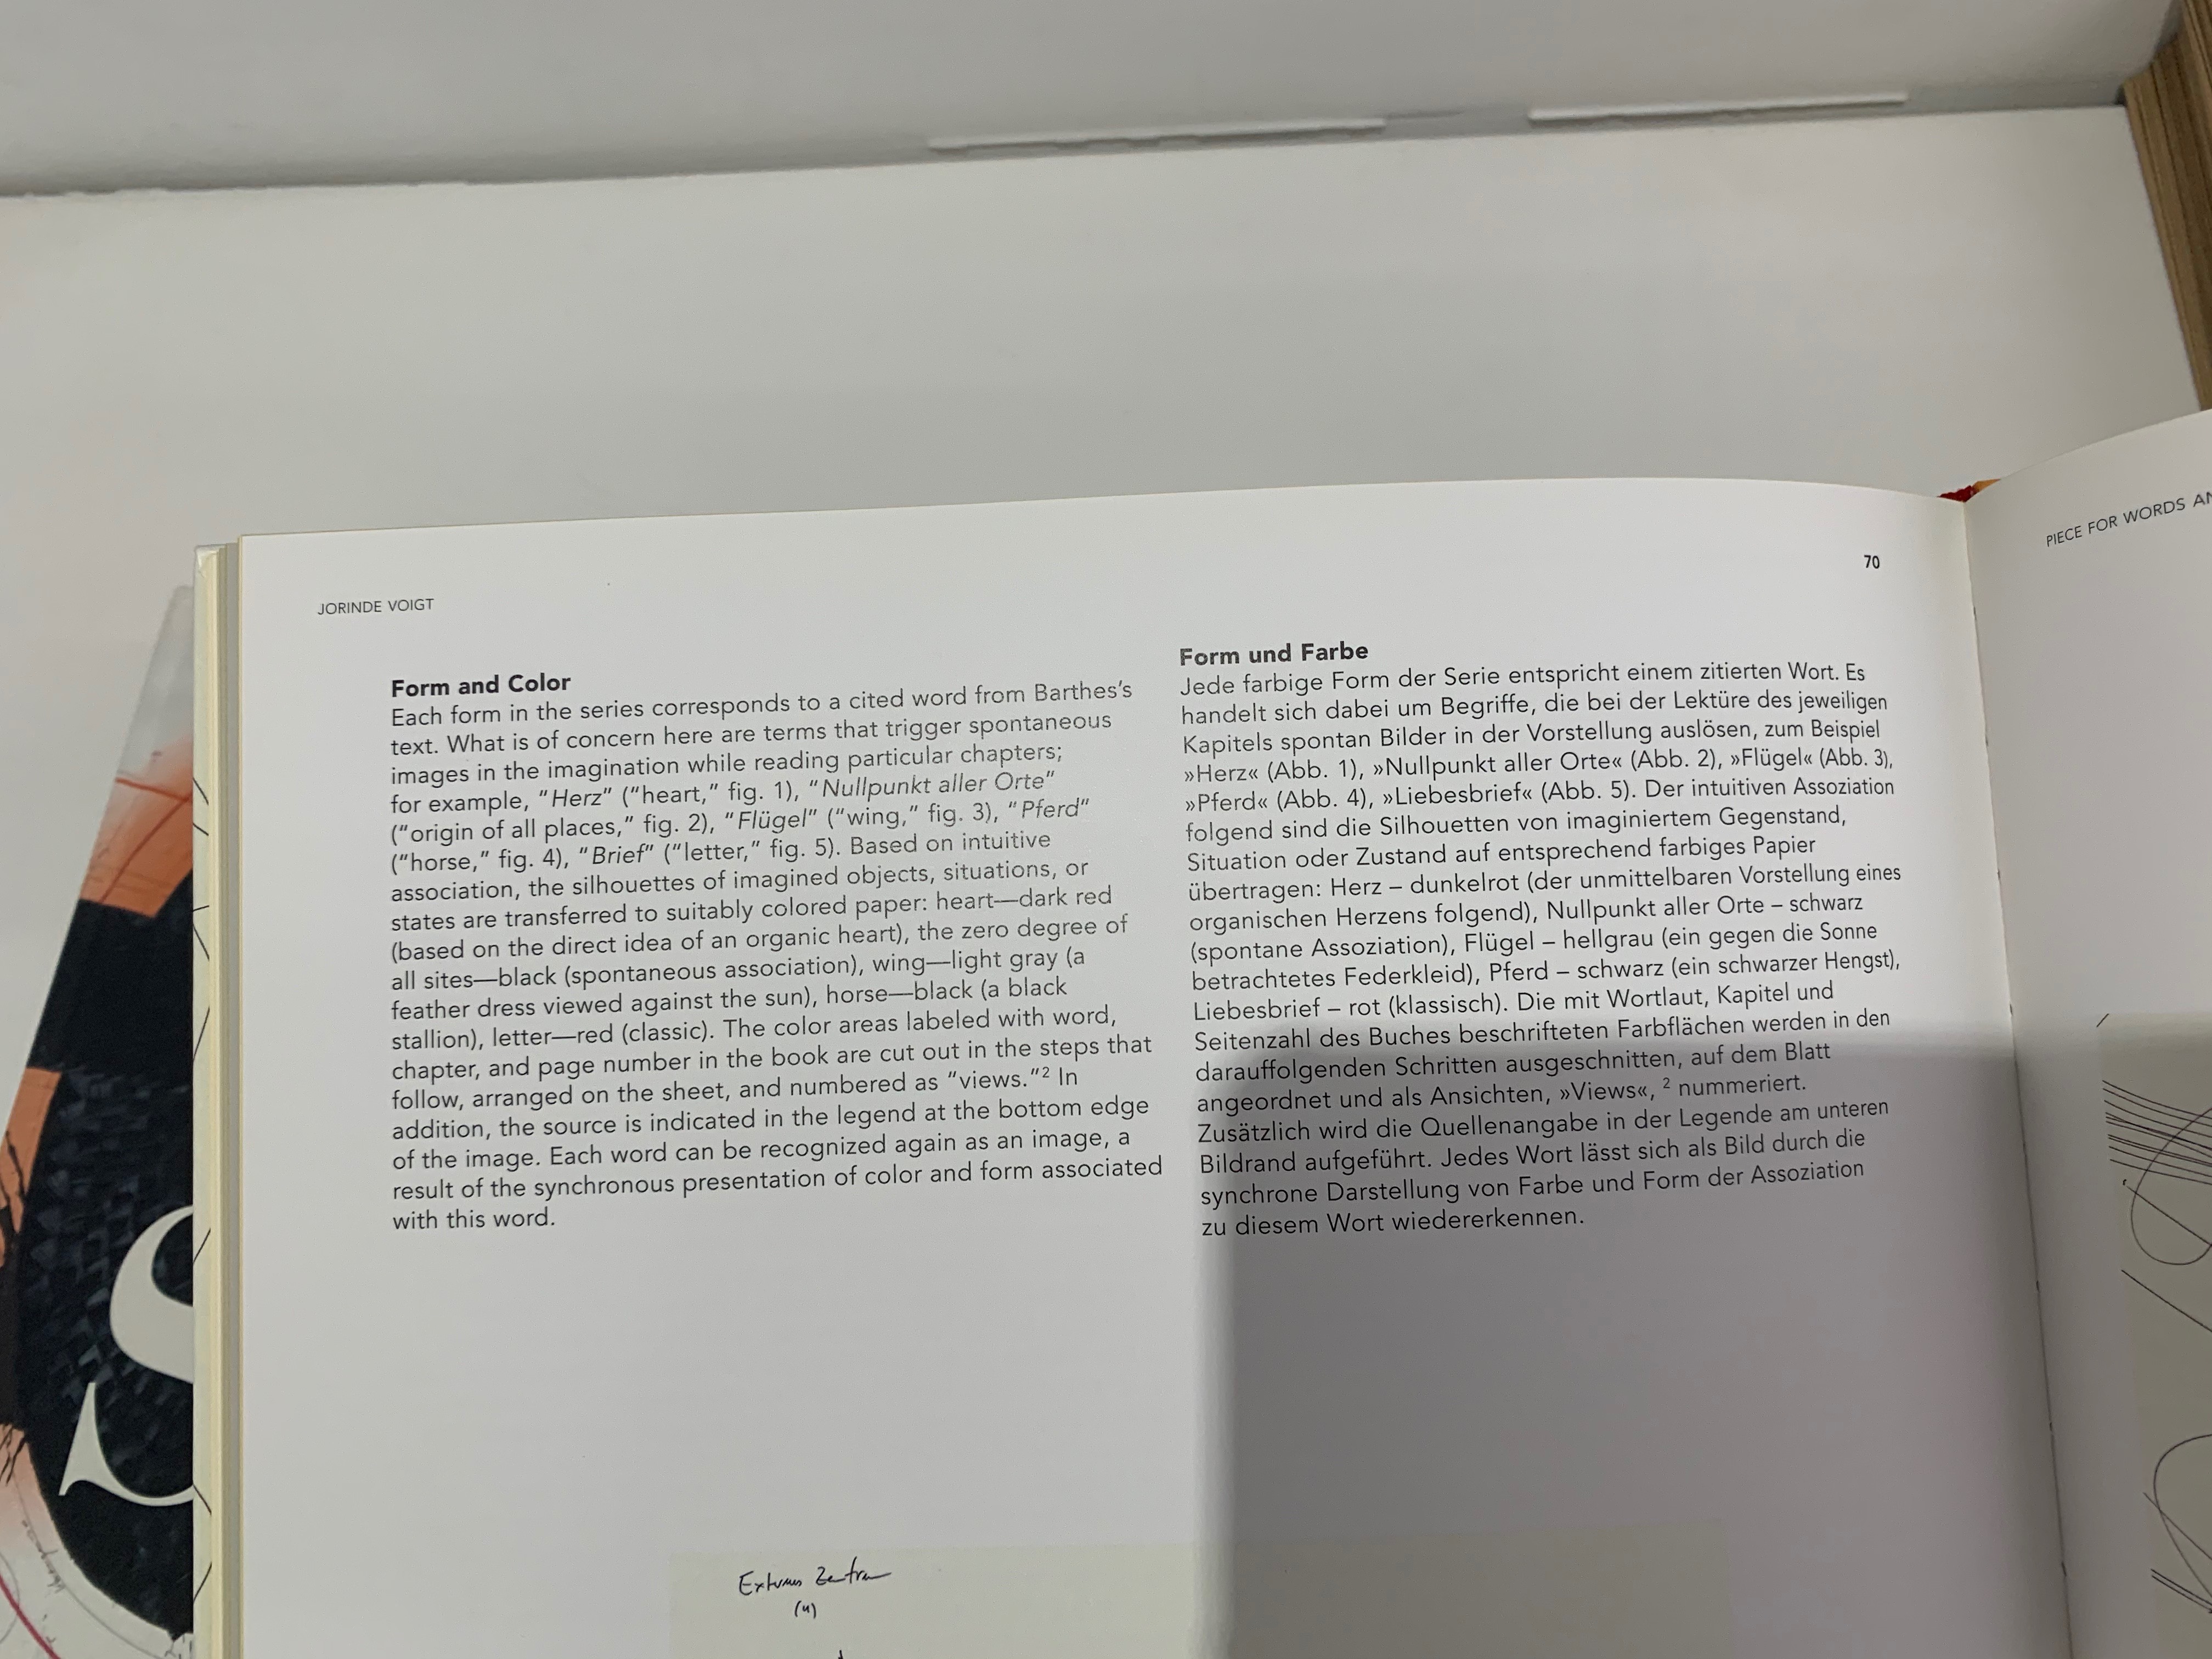 JORINDE VOIGT
70
Form and Color
Each form in the series corresponds to a cited word from Barthes's
text. What is of concern here are terms that trigger spontaneous
images in the imagination while reading particular chapters;
for example, "Herz" ("heart," fig. 1), "Nullpunkt aller Orte"
("origin of all places," fig. 2), "Flügel" ("wing," fig. 3), "Pferd"
("horse," fig. 4), "Brief" ("letter," fig. 5). Based on intuitive
association, the silhouettes of imagined objects, situations, or
states are transferred to suitably colored paper: heart—dark red
(based on the direct idea of an organic heart), the zero degree of
all sites—black (spontaneous association), wing—light gray (a
feather dress viewed against the sun), horse—black (a black
stallion), letter—red (classic). The color areas labeled with word,
chapter, and page number in the book are cut out in the steps that
follow, arranged on the sheet, and numbered as "views."² In
addition, the source is indicated in the legend at the bottom edge
of the image. Each word can be recognized again as an image, a
result of the synchronous presentation of color and form associated
with this word.
Form und Farbe
Jede farbige Form der Serie entspricht einem zitierten Wort. Es
handelt sich dabei um Begriffe, die bei der Lektüre des jeweiligen
Kapitels spontan Bilder in der Vorstellung auslösen, zum Beispiel
»Herz« (Abb. 1), »Nullpunkt aller Orte« (Abb. 2), »Flügel« (Abb. 3),
»Pferd« (Abb. 4), »Liebesbrief« (Abb. 5). Der intuitiven Assoziation
folgend sind die Silhouetten von imaginiertem Gegenstand,
Situation oder Zustand auf entsprechend farbiges Papier
übertragen: Herz – dunkelrot (der unmittelbaren Vorstellung eines
organischen Herzens folgend), Nullpunkt aller Orte – schwarz
(spontane Assoziation), Flügel – hellgrau (ein gegen die Sonne
betrachtetes Federkleid), Pferd – schwarz (ein schwarzer Hengst),
Liebesbrief – rot (klassisch). Die mit Wortlaut, Kapitel und
Seitenzahl des Buches beschrifteten Farbflächen werden in den
darauffolgenden Schritten ausgeschnitten, auf dem Blatt
angeordnet und als Ansichten, »Views«, ² nummeriert.
Zusätzlich wird die Quellenangabe in der Legende am unteren
Bildrand aufgeführt. Jedes Wort lässt sich als Bild durch die
synchrone Darstellung von Farbe und Form der Assoziation
zu diesem Wort wiedererkennen.
PIECE FOR WORDS
Zentrum
(4)
S